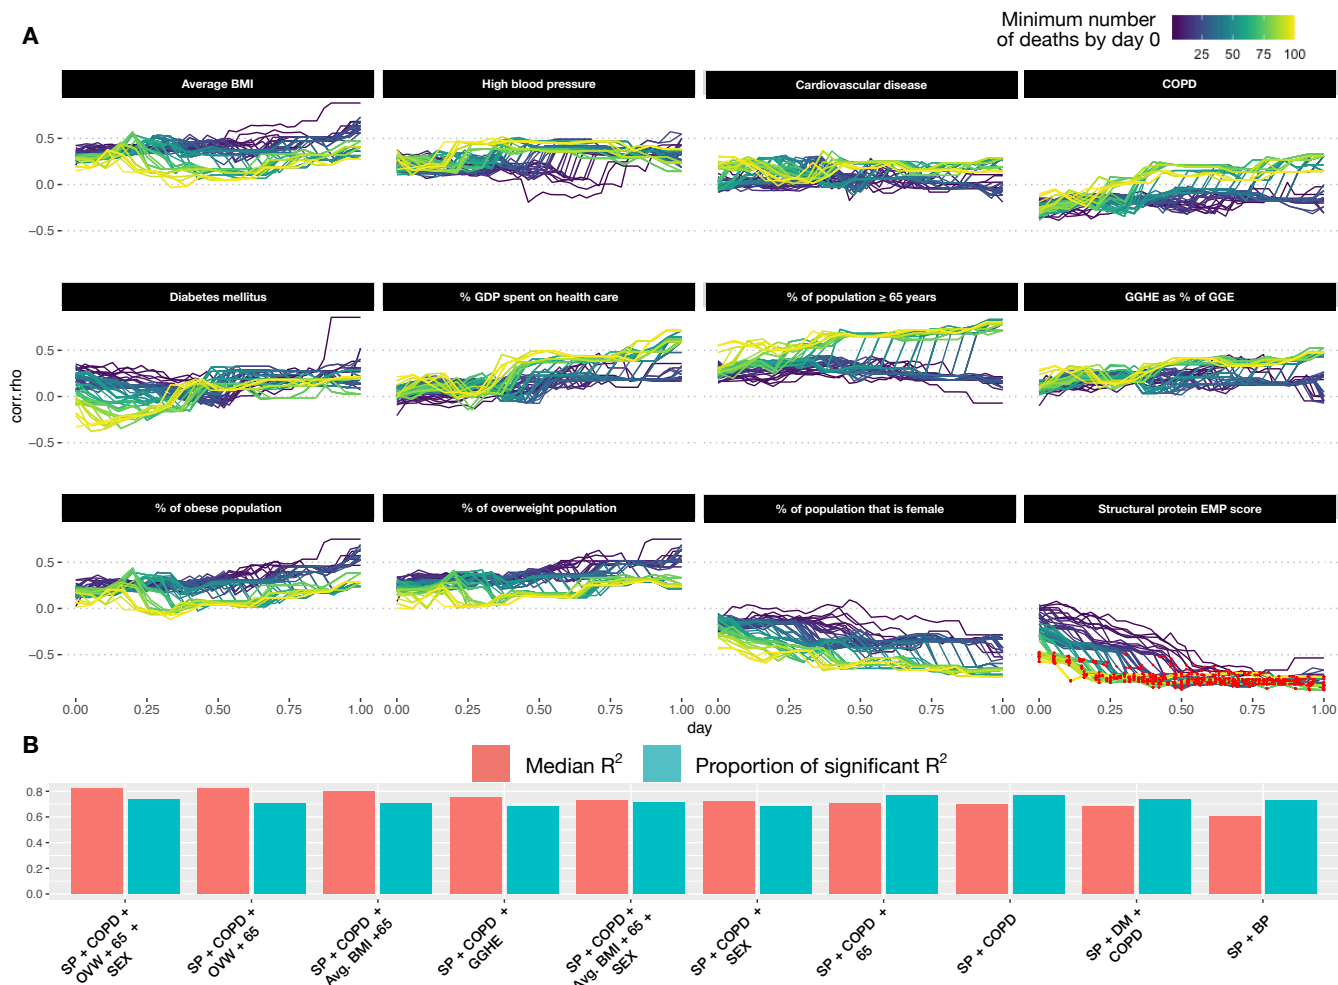 A
Minimum number
of deaths by day 0
25 50 75 100
Average BMI
High blood pressure
Cardiovascular disease
COPD
0.5
0.0
−0.5
Diabetes mellitus
% GDP spent on health care
% of population ≥ 65 years
GGHE as % of GGE
0.5
0.0
−0.5
corr.rho
% of obese population
% of overweight population
% of population that is female
Structural protein EMP score
0.5
0.0
−0.5
0.00 0.25 0.50 0.75 1.00
0.00 0.25 0.50 0.75 1.00
0.00 0.25 0.50 0.75 1.00
0.00 0.25 0.50 0.75 1.00
day
B
Median R²
Proportion of significant R²
0.8
0.6
0.4
0.2
0.0
SP + COPD +
OVW + 65 +
SEX
SP + COPD +
OVW + 65
SP + COPD +
Avg. BMI +65
SP + COPD +
GGHE
SP + COPD +
Avg. BMI + 65 +
SEX
SP + COPD +
SEX
SP + COPD +
65
SP + COPD
SP + DM +
COPD
SP + BP